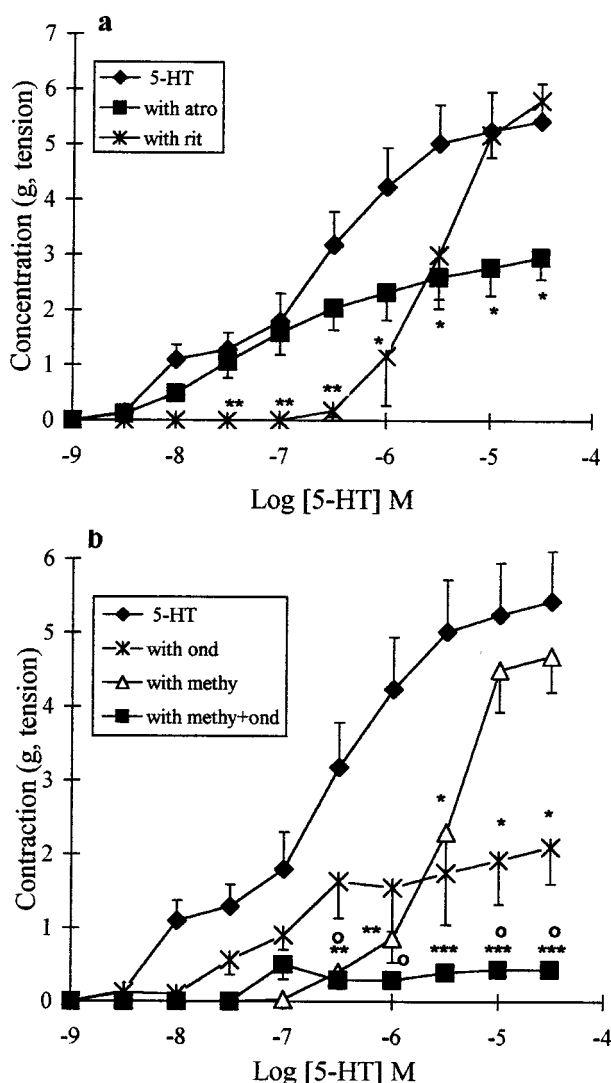 a
5-HT
with atro
with rit
Concentration (g, tension)
7
6
5
4
3
2
1
0
**
**
**
*
*
*
*
-9
-8
-7
-6
-5
-4
Log [5-HT] M
b
5-HT
with ond
with methy
with methy+ond
Contraction (g, tension)
6
5
4
3
2
1
0
*
*
*
o
**
**
o
***
o
***
o
***
-9
-8
-7
-6
-5
-4
Log [5-HT] M